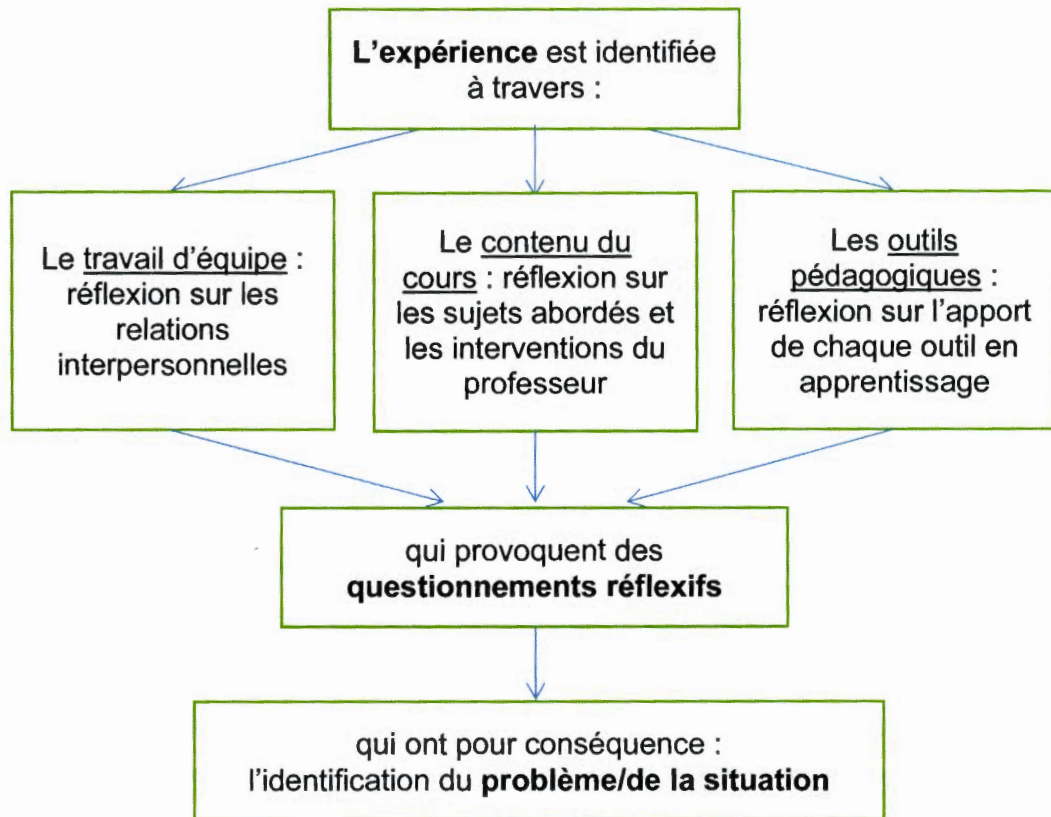 L'expérience est identifiée
à travers :
Le travail d'équipe :
réflexion sur les
relations
interpersonnelles
Le contenu du
cours : réflexion sur
les sujets abordés et
les interventions du
professeur
Les outils
pédagogiques :
réflexion sur l'apport
de chaque outil en
apprentissage
qui provoquent des
questionnements réflexifs
qui ont pour conséquence :
l'identification du problème/de la situation